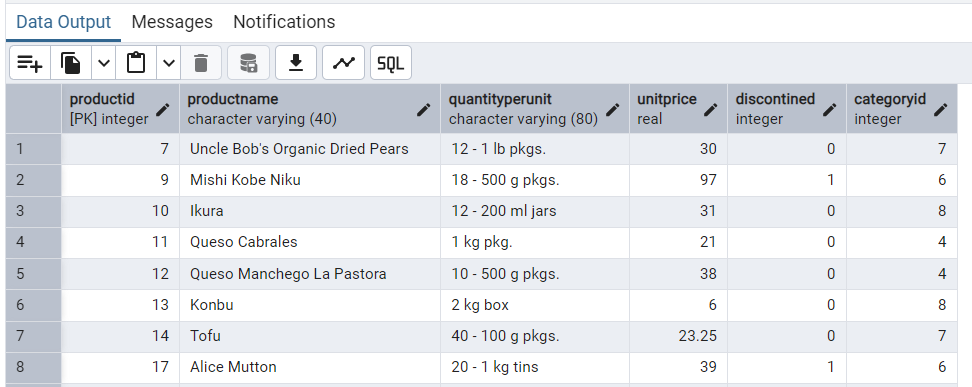 Data Output Messages Notifications
SQL
productid productname quantityperunit unitprice discontined categoryid
[PK] integer character varying (40) character varying (80) real integer integer
1 7 Uncle Bob's Organic Dried Pears 12 - 1 lb pkgs. 30 0 7
2 9 Mishi Kobe Niku 18 - 500 g pkgs. 97 1 6
3 10 Ikura 12 - 200 ml jars 31 0 8
4 11 Queso Cabrales 1 kg pkg. 21 0 4
5 12 Queso Manchego La Pastora 10 - 500 g pkgs. 38 0 4
6 13 Konbu 2 kg box 6 0 8
7 14 Tofu 40 - 100 g pkgs. 23.25 0 7
8 17 Alice Mutton 20 - 1 kg tins 39 1 6